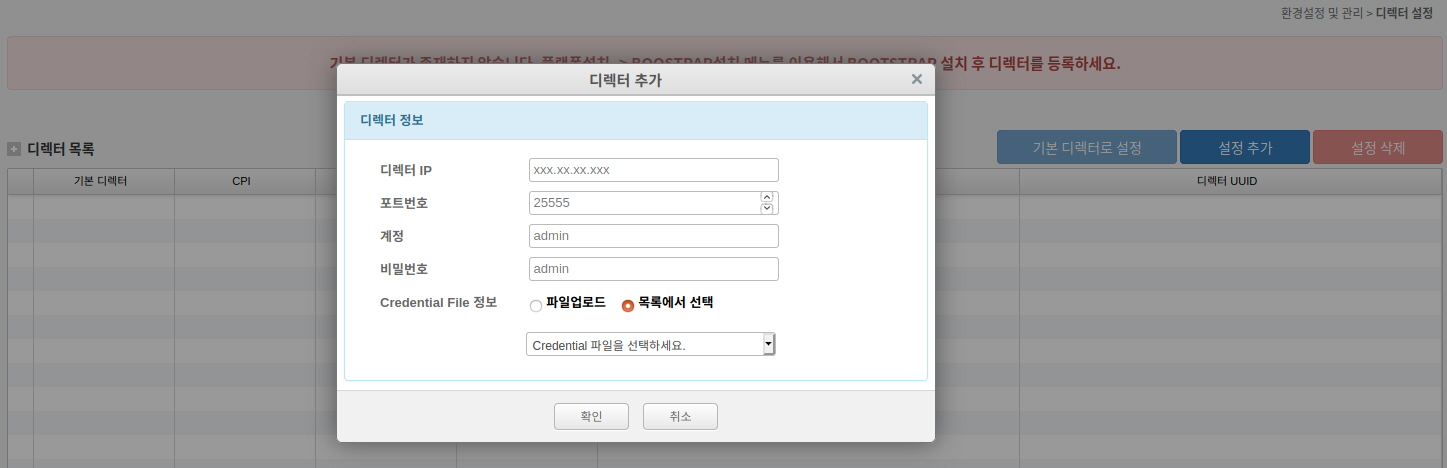 환경설정 및 관리 > 디렉터 설정
기본 디렉터가 존재하지 않습니다. 플랫폼설치 -> BOOTSTRAP설치 메뉴를 이용해서 BOOTSTRAP 설치 후 디렉터를 등록하세요.
디렉터 추가
디렉터 정보
디렉터 목록
기본 디렉터로 설정
설정 추가
설정 삭제
기본 디렉터
CPI
디렉터 UUID
디렉터 IP
xxx.xx.xx.xxx
포트번호
25555
계정
admin
비밀번호
admin
Credential File 정보
파일업로드
목록에서 선택
Credential 파일을 선택하세요.
확인
취소